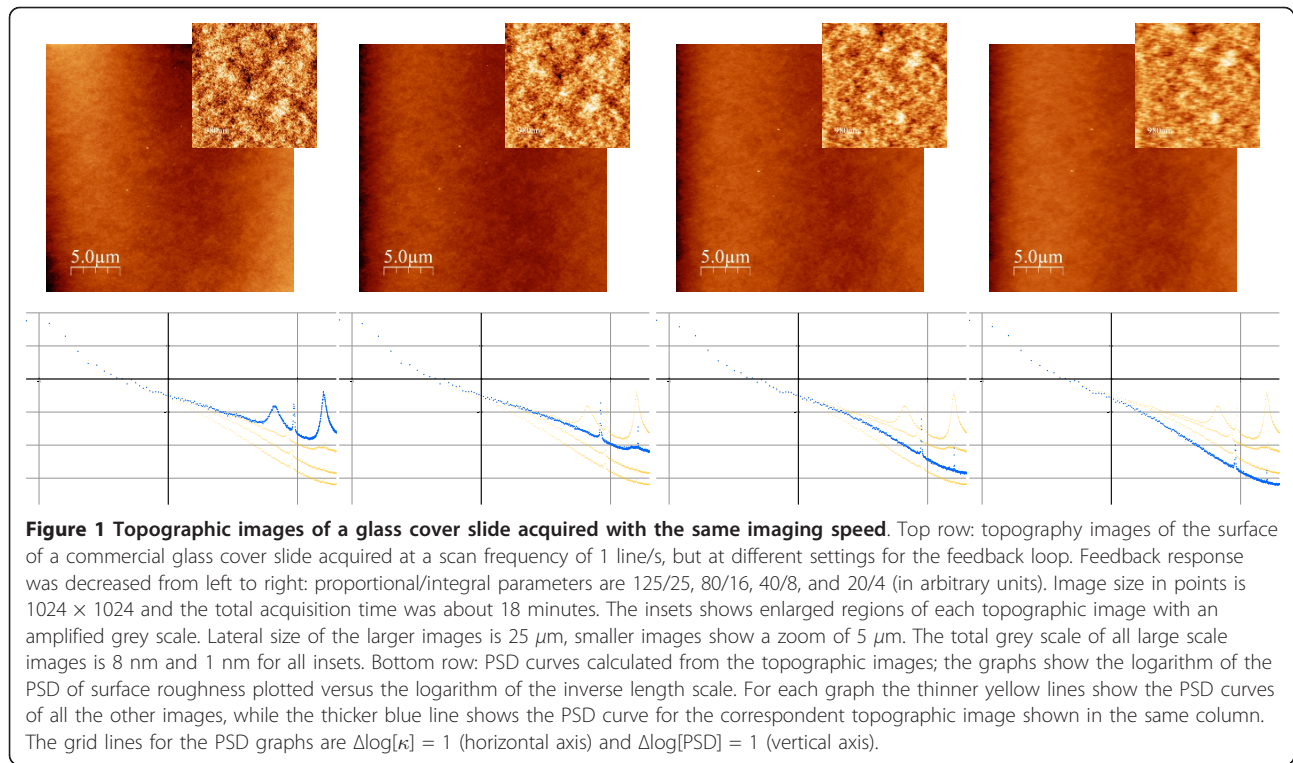 980nm
980nm
980nm
980nm
5.0µm
5.0µm
5.0µm
5.0µm
Figure 1 Topographic images of a glass cover slide acquired with the same imaging speed. Top row: topography images of the surface
of a commercial glass cover slide acquired at a scan frequency of 1 line/s, but at different settings for the feedback loop. Feedback response
was decreased from left to right: proportional/integral parameters are 125/25, 80/16, 40/8, and 20/4 (in arbitrary units). Image size in points is
1024 × 1024 and the total acquisition time was about 18 minutes. The insets shows enlarged regions of each topographic image with an
amplified grey scale. Lateral size of the larger images is 25 μm, smaller images show a zoom of 5 μm. The total grey scale of all large scale
images is 8 nm and 1 nm for all insets. Bottom row: PSD curves calculated from the topographic images; the graphs show the logarithm of the
PSD of surface roughness plotted versus the logarithm of the inverse length scale. For each graph the thinner yellow lines show the PSD curves
of all the other images, while the thicker blue line shows the PSD curve for the correspondent topographic image shown in the same column.
The grid lines for the PSD graphs are Δlog[κ] = 1 (horizontal axis) and Δlog[PSD] = 1 (vertical axis).